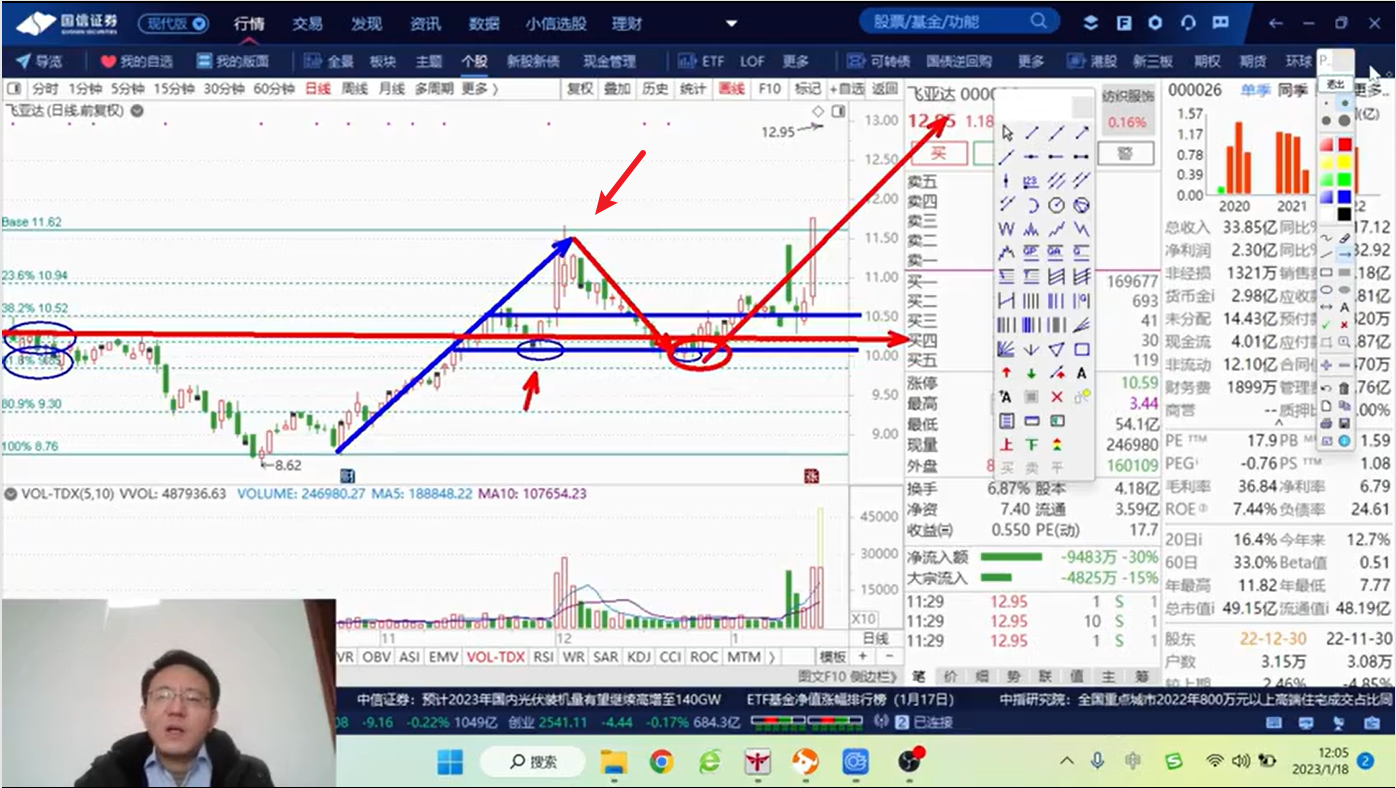 国信证券
GUOSEN SECURITIES
现代版
行情 交易 发现 资讯 数据 小信选股 理财
股票/基金/功能
导览 我的自选 我的版面 全景 板块 主题 个股 新股新债 现金管理 ETF LOF 更多 可转债 国债逆回购 更多 港股 新三板 期权 期货 环球
退出
分时 1分钟 5分钟 15分钟 30分钟 60分钟 日线 周线 月线 多周期 更多 复权 叠加 历史 统计 画线 F10 标记 +自选 返回
飞亚达 (日线,前复权)
12.95
13.00
12.50
12.00
11.50
11.00
10.50
10.00
9.50
9.00
Base 11.62
23.6% 10.94
38.2% 10.52
80.9% 9.30
100% 8.76
8.62
财
涨
VOL-TDX(5,10) VVOL: 487936.63 VOLUME: 246980.27 MA5: 188848.22 MA10: 107654.23
45000
30000
15000
X10
11 12 1 日线
VR OBV ASI EMV VOL-TDX RSI WR SAR KDJ CCI ROC MTM 模板 + −
图文F10 侧边栏
飞亚达
12.95 1.18
纺织服饰
0.16%
买 警
卖五
卖四
卖三
卖二
卖一
买一 169677
买二 693
买三 41
买四 30
买五 119
涨停 10.59
最高 3.44
最低 54.1亿
现量 246980
外盘 160109
换手 6.87% 股本 4.18亿
净资 7.40 流通 3.59亿
收益㈢ 0.550 PE(动) 17.7
净流入额 -9483万 -30%
大宗流入 -4825万 -15%
11:29 12.95 1 S 1
11:29 12.95 10 S 1
11:29 12.95 1 S 1
笔 价 细 势 联 值 主 筹
000026 单季 同季
1.57
1.17
0.78
0.39
0.00
2020 2021
总收入 33.85亿 同比% 17.12
净利润 2.30亿 同比% 32.92
非经损 1321万 销售费
货币金 2.98亿 应收款
未分配 14.43亿 预付款
现金流 4.01亿 应付款
非流动 12.10亿 合同债
财务费 1899万 管理费
商誉 -- 质押比
PE TTM 17.9 PB 1.59
PEG -0.76 PS TTM 1.08
毛利率 36.84 净利率 6.79
ROE 7.44% 负债率 24.61
20日 16.4% 今年来 12.7%
60日 33.0% Beta值 0.51
年最高 11.82 年最低 7.77
总市值 49.15亿 流通值 48.19亿
股东 22-12-30 22-11-30
户数 3.15万 3.08万
较上期 2.46% -4.85%
上 下
买 卖 平
中信证券：预计2023年国内光伏装机量有望继续高增至140GW ETF基金净值涨幅排行榜（1月17日） 中指研究院：全国重点城市2022年800万元以上高端住宅成交占比同
-9.16 -0.22% 1049亿 创业 2541.11 -4.44 -0.17% 684.3亿 2 已连接
搜索
12:05
2023/1/18
2